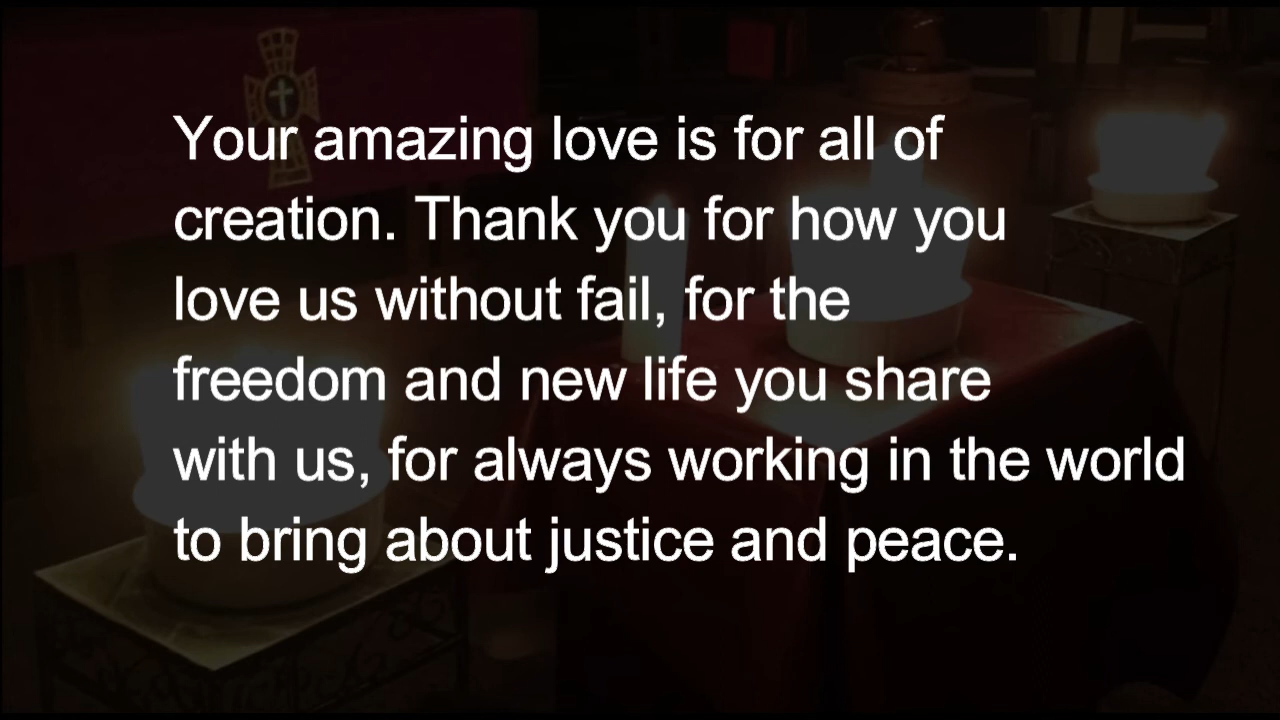 Your amazing love is for all of
creation. Thank you for how you
love us without fail, for the
freedom and new life you share
with us, for always working in the world
to bring about justice and peace.